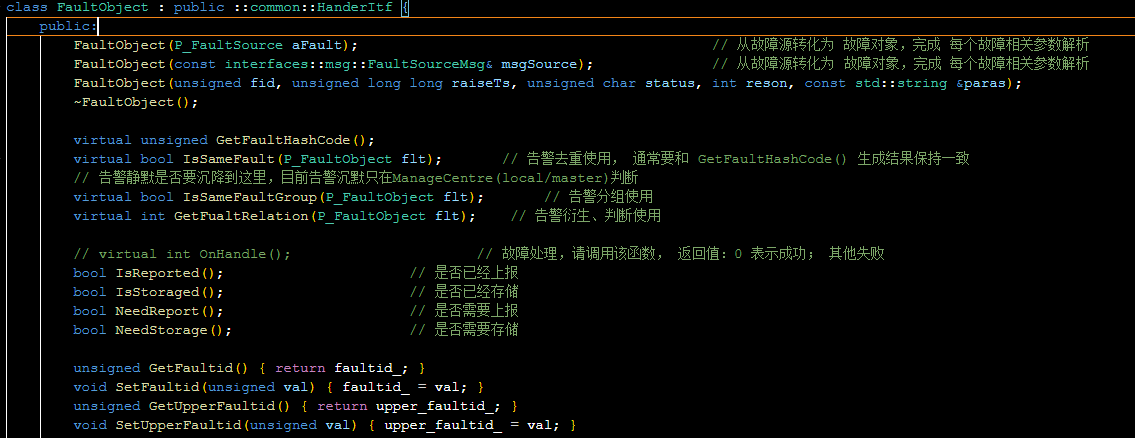 class FaultObject : public ::common::HanderItf {
public:
FaultObject(P_FaultSource aFault); // 从故障源转化为 故障对象，完成 每个故障相关参数解析
FaultObject(const interfaces::msg::FaultSourceMsg& msgSource); // 从故障源转化为 故障对象，完成 每个故障相关参数解析
FaultObject(unsigned fid, unsigned long long raiseTs, unsigned char status, int reson, const std::string &paras);
~FaultObject();
virtual unsigned GetFaultHashCode();
virtual bool IsSameFault(P_FaultObject flt); // 告警去重使用， 通常要和 GetFaultHashCode() 生成结果保持一致
// 告警静默是否要沉降到这里，目前告警沉默只在ManageCentre(local/master)判断
virtual bool IsSameFaultGroup(P_FaultObject flt); // 告警分组使用
virtual int GetFualtRelation(P_FaultObject flt); // 告警衍生、判断使用
// virtual int OnHandle(); // 故障处理，请调用该函数， 返回值：0 表示成功； 其他失败
bool IsReported(); // 是否已经上报
bool IsStoraged(); // 是否已经存储
bool NeedReport(); // 是否需要上报
bool NeedStorage(); // 是否需要存储
unsigned GetFaultid() { return faultid_; }
void SetFaultid(unsigned val) { faultid_ = val; }
unsigned GetUpperFaultid() { return upper_faultid_; }
void SetUpperFaultid(unsigned val) { upper_faultid_ = val; }